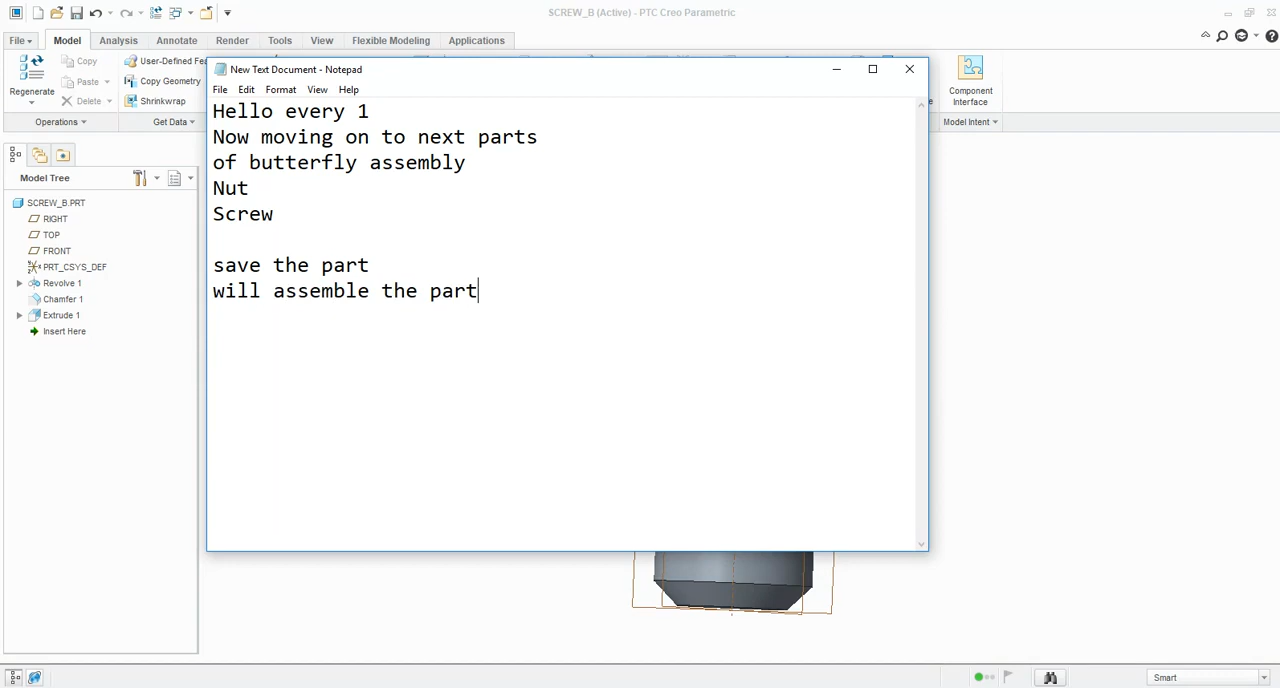 SCREW_B (Active) - PTC Creo Parametric
File Model Analysis Annotate Render Tools View Flexible Modeling Applications
Regenerate
Copy
Paste
Delete
User-Defined Fea
Copy Geometry
Shrinkwrap
Component
Interface
Operations Get Data Model Intent
New Text Document - Notepad
File Edit Format View Help
Hello every 1
Now moving on to next parts
of butterfly assembly
Nut
Screw
save the part
will assemble the part
Model Tree
SCREW_B.PRT
RIGHT
TOP
FRONT
PRT_CSYS_DEF
Revolve 1
Chamfer 1
Extrude 1
Insert Here
Smart